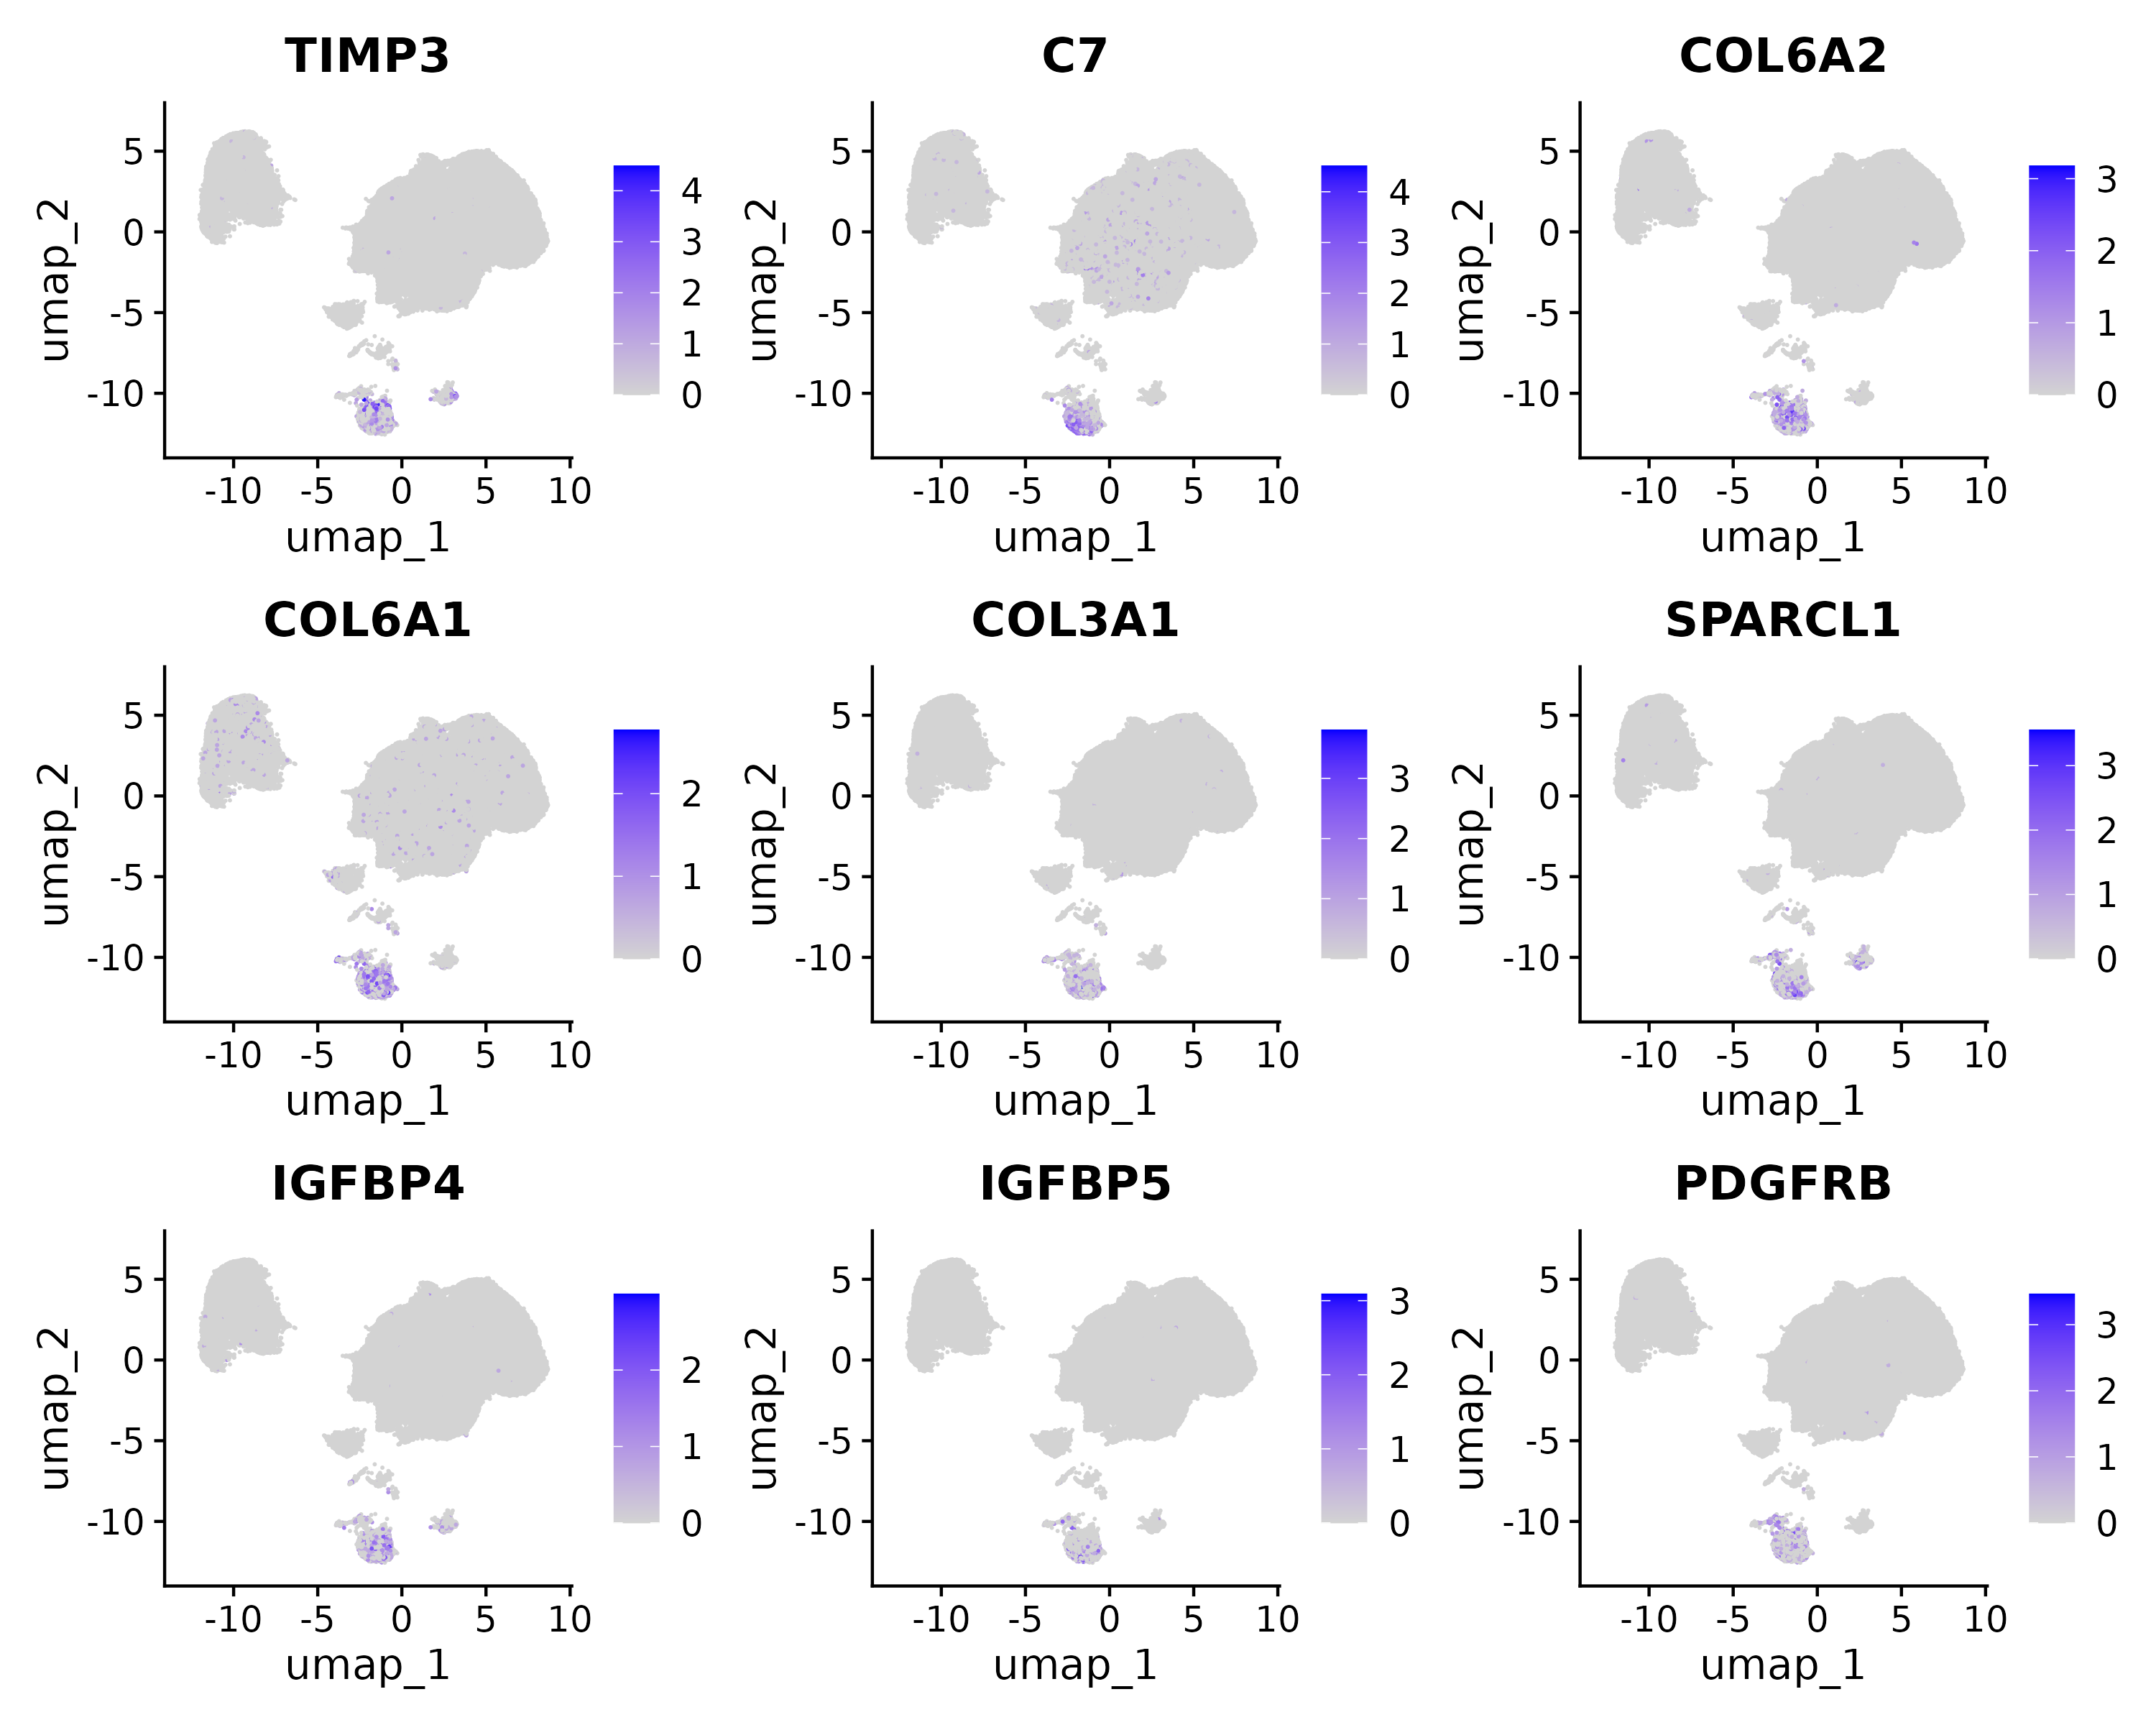 TIMP3 C7 COL6A2
5 5 5
4 4 3
0 umap_2 3 0 umap_2 3 0 umap_2 2
-5 2 -5 2 -5 1
1 1
-10 0 -10 0 -10 0
-10 -5 0 5 10 -10 -5 0 5 10 -10 -5 0 5 10
umap_1 umap_1 umap_1
COL6A1 COL3A1 SPARCL1
5 5 5
2 3 3
0 umap_2 0 umap_2 2 0 umap_2 2
-5 1 -5 1 -5 1
-10 0 -10 0 -10 0
-10 -5 0 5 10 -10 -5 0 5 10 -10 -5 0 5 10
umap_1 umap_1 umap_1
IGFBP4 IGFBP5 PDGFRB
5 5 3 5 3
0 umap_2 2 0 umap_2 2 0 umap_2 2
-5 1 -5 1 -5 1
-10 0 -10 0 -10 0
-10 -5 0 5 10 -10 -5 0 5 10 -10 -5 0 5 10
umap_1 umap_1 umap_1